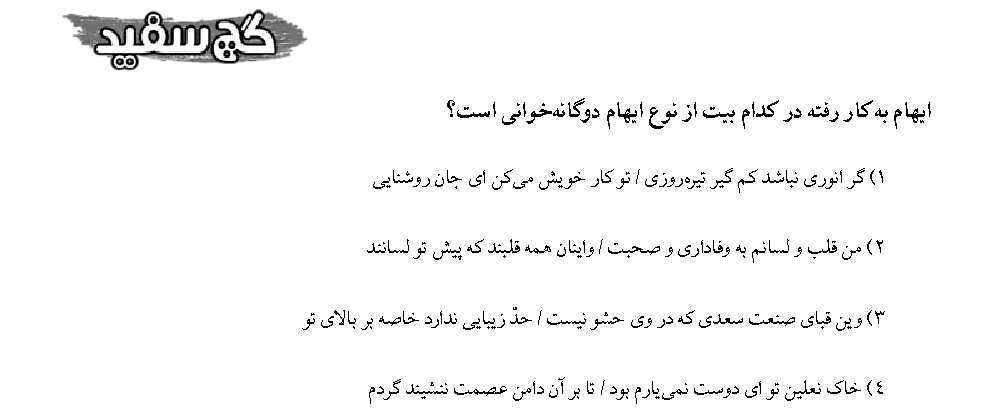 گچ سفید
ایهام به‌کار رفته در کدام بیت از نوع ایهام دوگانه‌خوانی است؟
۱) گر انوری نباشد کم گیر تیره‌روزی / تو کار خویش می‌کن ای جان روشنایی
۲) من قلب و لسانم به وفاداری و صحبت / واینان همه قلبند که پیش تو لسانند
۳) وین قبای صنعت سعدی که در وی حشو نیست / حدّ زیبایی ندارد خاصه بر بالای تو
۴) خاک نعلین تو ای دوست نمی‌یارم بود / تا بر آن دامن عصمت ننشیند گردم